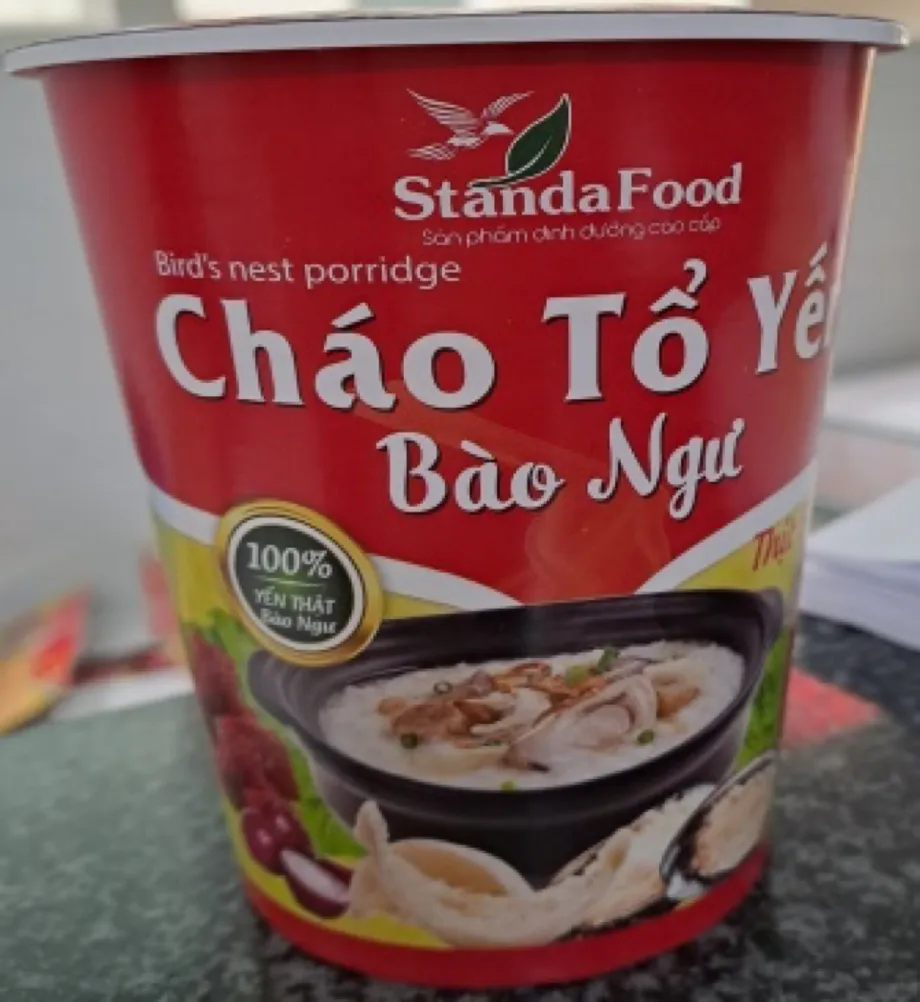 StandaFood
Sản phẩm dinh dưỡng cao cấp
Bird's nest porridge
Cháo Tổ Yến
Bào Ngư
100%
YẾN THẬT
Bào Ngư